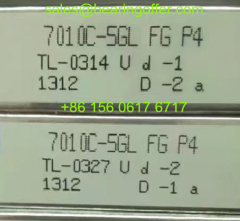 sales@bearingoffer.com
7010C-5GL FG P4
TL-0314 V d -1
1312 D -2 a
+86 156 0617 6717
7010C-5GL FG P4
TL-0327 V d -2
1312 D -1 a